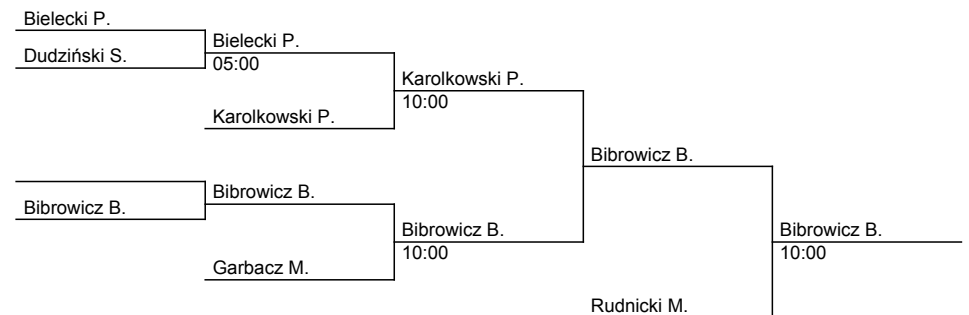 Bielecki P.
Dudziński S.
Bielecki P.
05:00
Karolkowski P.
Karolkowski P.
10:00
Bibrowicz B.
Bibrowicz B.
Garbacz M.
Bibrowicz B.
10:00
Bibrowicz B.
Rudnicki M.
Bibrowicz B.
10:00